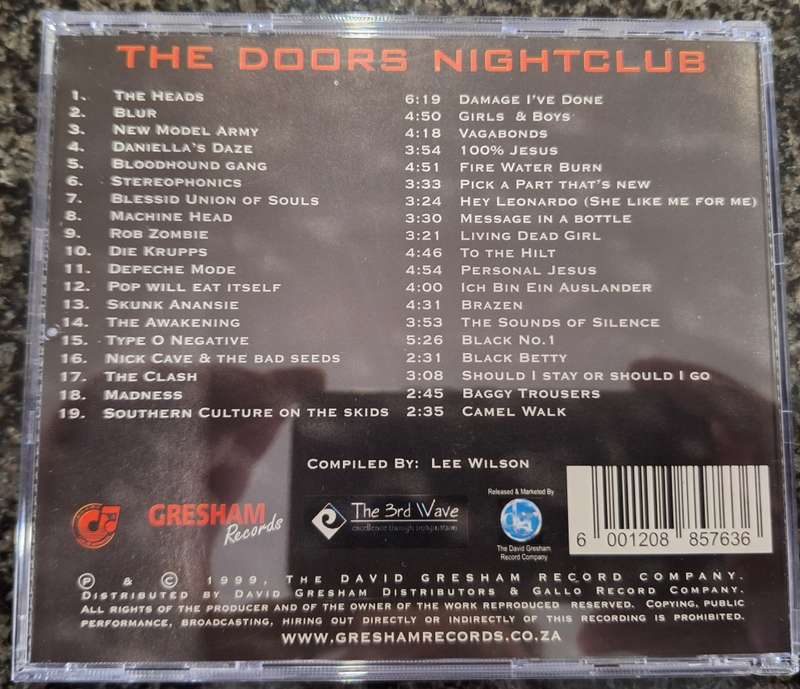 THE DOORS NIGHTCLUB
1. THE HEADS 6:19 DAMAGE I'VE DONE
2. BLUR 4:50 GIRLS & BOYS
3. NEW MODEL ARMY 4:18 VAGABONDS
4. DANIELLA'S DAZE 3:54 100% JESUS
5. BLOODHOUND GANG 4:51 FIRE WATER BURN
6. STEREOPHONICS 3:33 PICK A PART THAT'S NEW
7. BLESSID UNION OF SOULS 3:24 HEY LEONARDO (SHE LIKE ME FOR ME)
8. MACHINE HEAD 3:30 MESSAGE IN A BOTTLE
9. ROB ZOMBIE 3:21 LIVING DEAD GIRL
10. DIE KRUPPS 4:46 TO THE HILT
11. DEPECHE MODE 4:54 PERSONAL JESUS
12. POP WILL EAT ITSELF 4:00 ICH BIN EIN AUSLANDER
13. SKUNK ANANSIE 4:31 BRAZEN
14. THE AWAKENING 3:53 THE SOUNDS OF SILENCE
15. TYPE O NEGATIVE 5:26 BLACK NO.1
16. NICK CAVE & THE BAD SEEDS 2:31 BLACK BETTY
17. THE CLASH 3:08 SHOULD I STAY OR SHOULD I GO
18. MADNESS 2:45 BAGGY TROUSERS
19. SOUTHERN CULTURE ON THE SKIDS 2:35 CAMEL WALK
COMPILED BY: LEE WILSON
GRESHAM
Records
The 3rd Wave
excellence through integration
Released & Marketed By
The David Gresham
Record Company
6 001208 857636
Ⓟ & © 1999, THE DAVID GRESHAM RECORD COMPANY.
DISTRIBUTED BY DAVID GRESHAM DISTRIBUTORS & GALLO RECORD COMPANY.
ALL RIGHTS OF THE PRODUCER AND OF THE OWNER OF THE WORK REPRODUCED RESERVED. COPYING, PUBLIC
PERFORMANCE, BROADCASTING, HIRING OUT DIRECTLY OR INDIRECTLY OF THIS RECORDING IS PROHIBITED.
WWW.GRESHAMRECORDS.CO.ZA